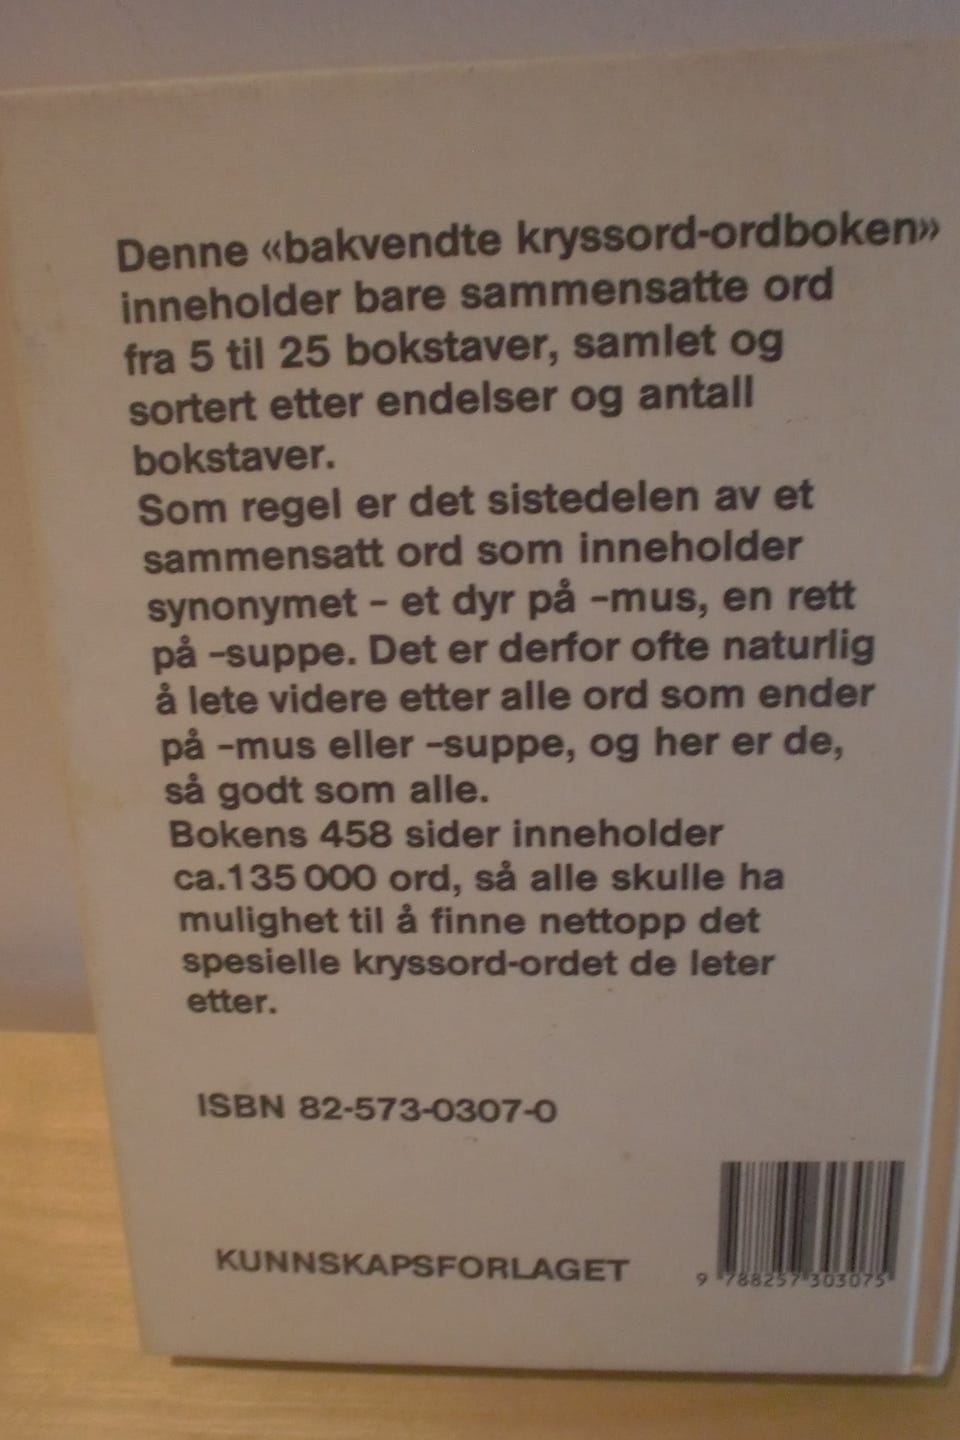 Denne «bakvendte kryssord-ordboken»
inneholder bare sammensatte ord
fra 5 til 25 bokstaver, samlet og
sortert etter endelser og antall
bokstaver.
Som regel er det sistedelen av et
sammensatt ord som inneholder
synonymet – et dyr på –mus, en rett
på –suppe. Det er derfor ofte naturlig
å lete videre etter alle ord som ender
på –mus eller –suppe, og her er de,
så godt som alle.
Bokens 458 sider inneholder
ca.135 000 ord, så alle skulle ha
mulighet til å finne nettopp det
spesielle kryssord-ordet de leter
etter.
ISBN 82-573-0307-0
KUNNSKAPSFORLAGET
9 788257 303075